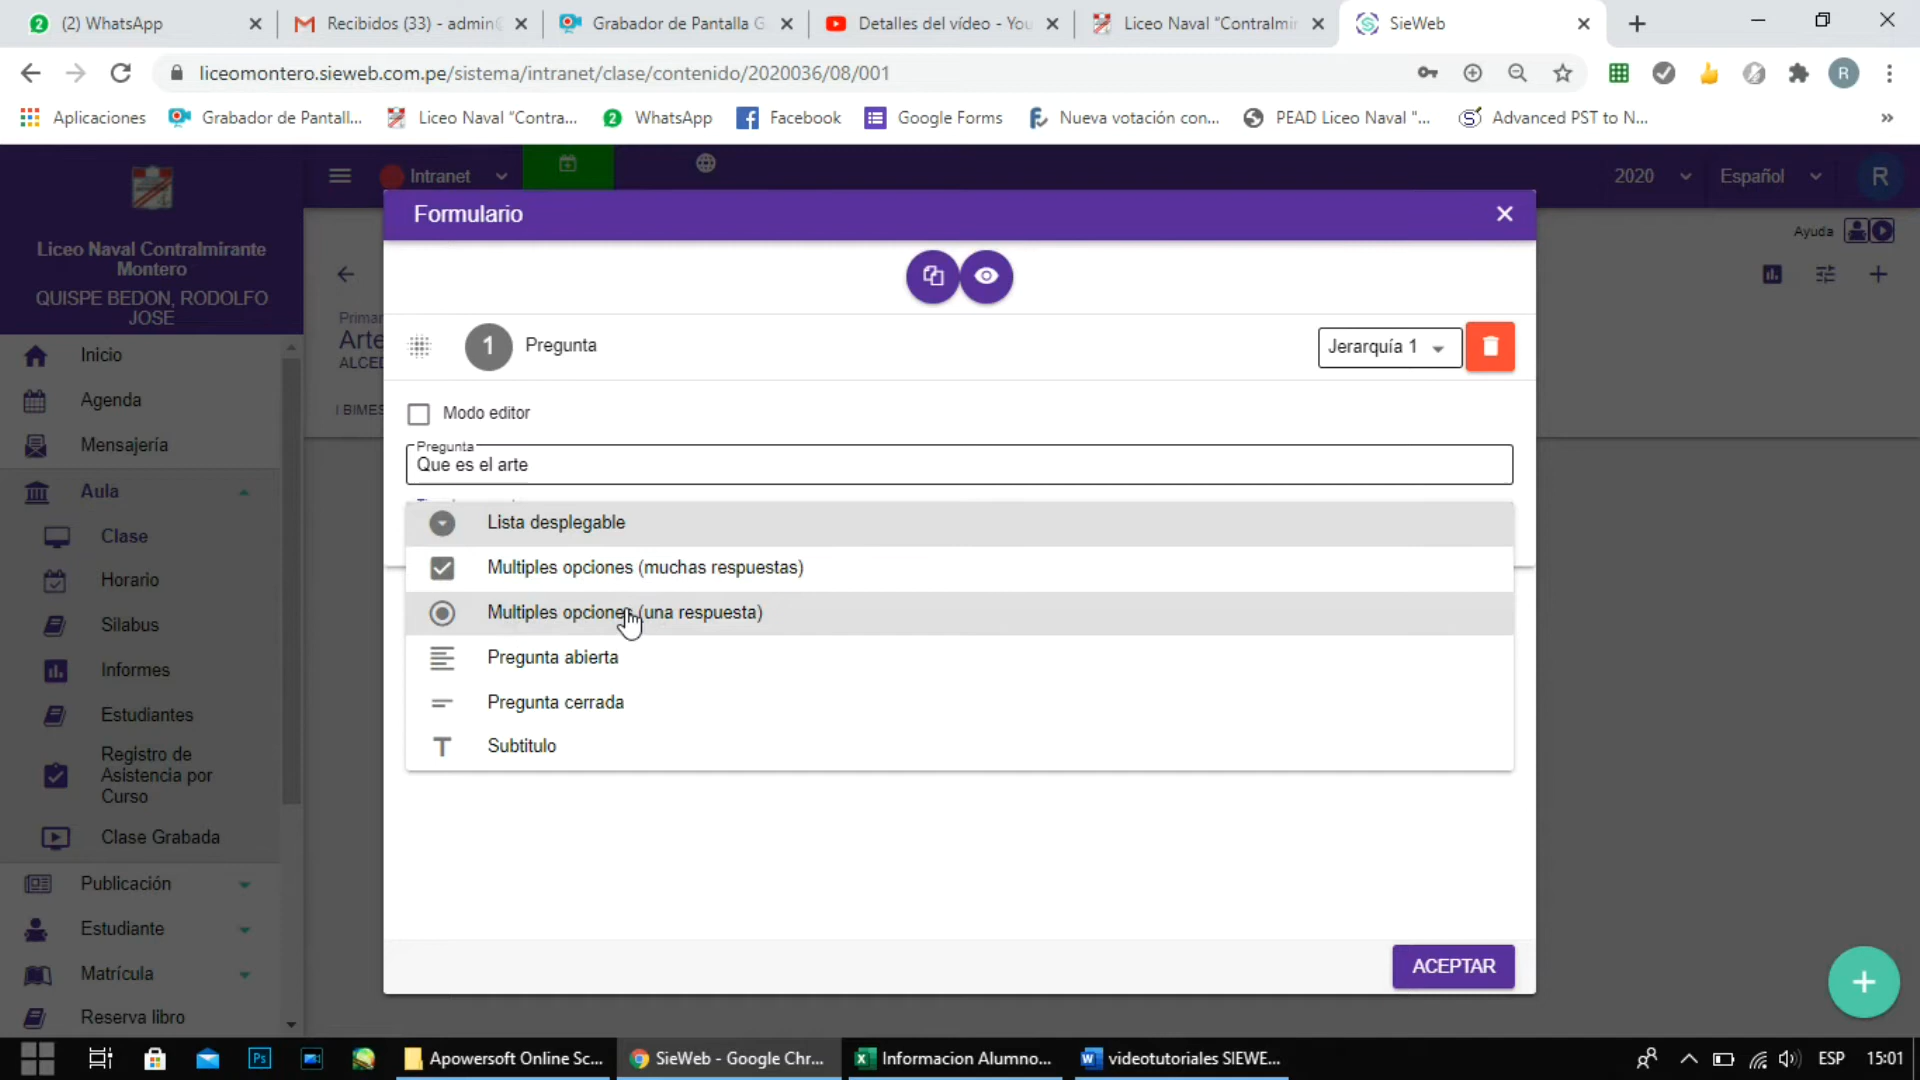 (2) WhatsApp
Recibidos (33) - admin@
Grabador de Pantalla G
Detalles del vídeo - You
Liceo Naval "Contralmir
SieWeb
liceomontero.sieweb.com.pe/sistema/intranet/clase/contenido/2020036/08/001
R
Aplicaciones
Grabador de Pantall...
Liceo Naval "Contra...
WhatsApp
Facebook
Google Forms
Nueva votación con...
PEAD Liceo Naval "...
Advanced PST to N...
»
Intranet
2020
Español
R
Liceo Naval Contralmirante
Montero
QUISPE BEDON, RODOLFO
JOSE
Inicio
Agenda
Mensajería
Aula
Clase
Horario
Silabus
Informes
Estudiantes
Registro de
Asistencia por
Curso
Clase Grabada
Publicación
Estudiante
Matrícula
Reserva libro
Ayuda
Primar
Arte
ALCED
I BIMES
Formulario
1
Pregunta
Jerarquía 1
Modo editor
Pregunta
Que es el arte
Lista desplegable
Multiples opciones (muchas respuestas)
Multiples opciones (una respuesta)
Pregunta abierta
Pregunta cerrada
Subtitulo
ACEPTAR
Apowersoft Online Sc...
SieWeb - Google Chr...
Informacion Alumno...
videotutoriales SIEWE...
ESP
15:01